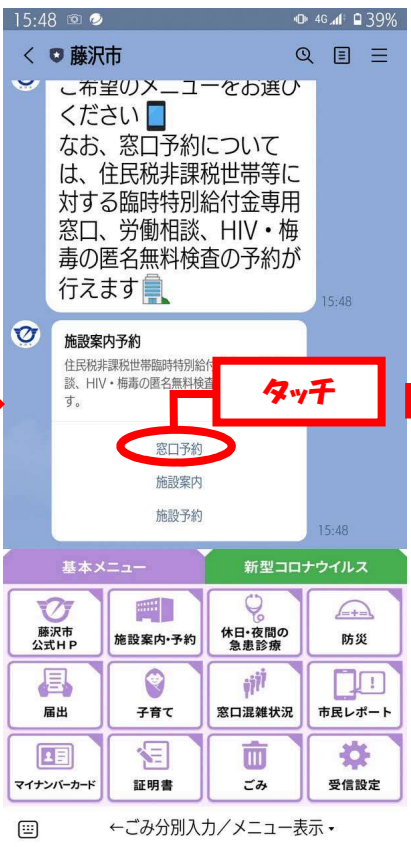 15:48 4G 39%
藤沢市
ご希望のメニューをお選び
ください
なお、窓口予約について
は、住民税非課税世帯等に
対する臨時特別給付金専用
窓口、労働相談、HIV・梅
毒の匿名無料検査の予約が
行えます
15:48
施設案内予約
住民税非課税世帯臨時特別給付
談、HIV・梅毒の匿名無料検査
す。
タッチ
窓口予約
施設案内
施設予約
15:48
基本メニュー 新型コロナウイルス
藤沢市
公式HP
施設案内・予約
休日・夜間の
急患診療
防災
届出
子育て
窓口混雑状況
市民レポート
マイナンバーカード
証明書
ごみ
受信設定
←ごみ分別入力/メニュー表示▾